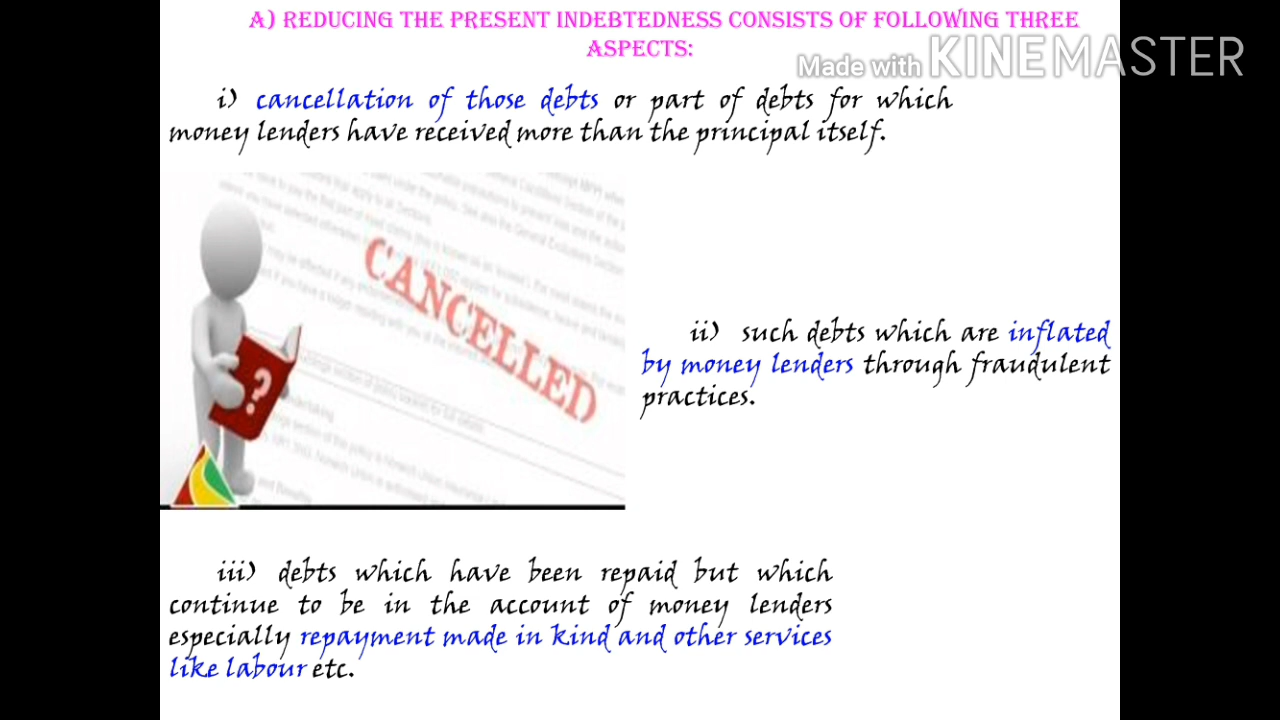 A) REDUCING THE PRESENT INDEBTEDNESS CONSISTS OF FOLLOWING THREE
ASPECTS:
Made with KINEMASTER
i) cancellation of those debts or part of debts for which
money lenders have received more than the principal itself.
CANCELLED
?
ii) such debts which are inflated
by money lenders through fraudulent
practices.
iii) debts which have been repaid but which
continue to be in the account of money lenders
especially repayment made in kind and other services
like labour etc.